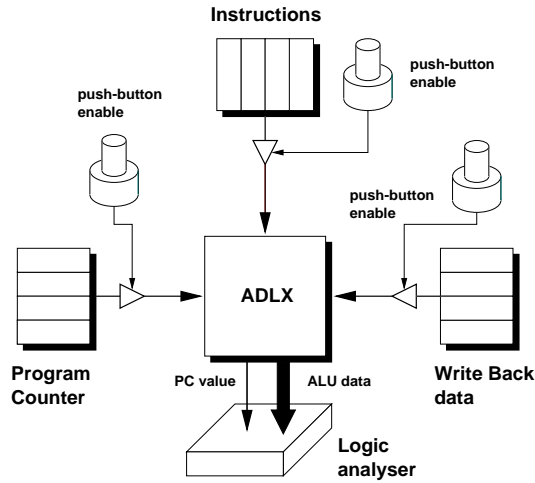 Instructions
push-button
enable
push-button
enable
push-button
enable
ADLX
Program
Counter
PC value
ALU data
Write Back
data
Logic
analyser